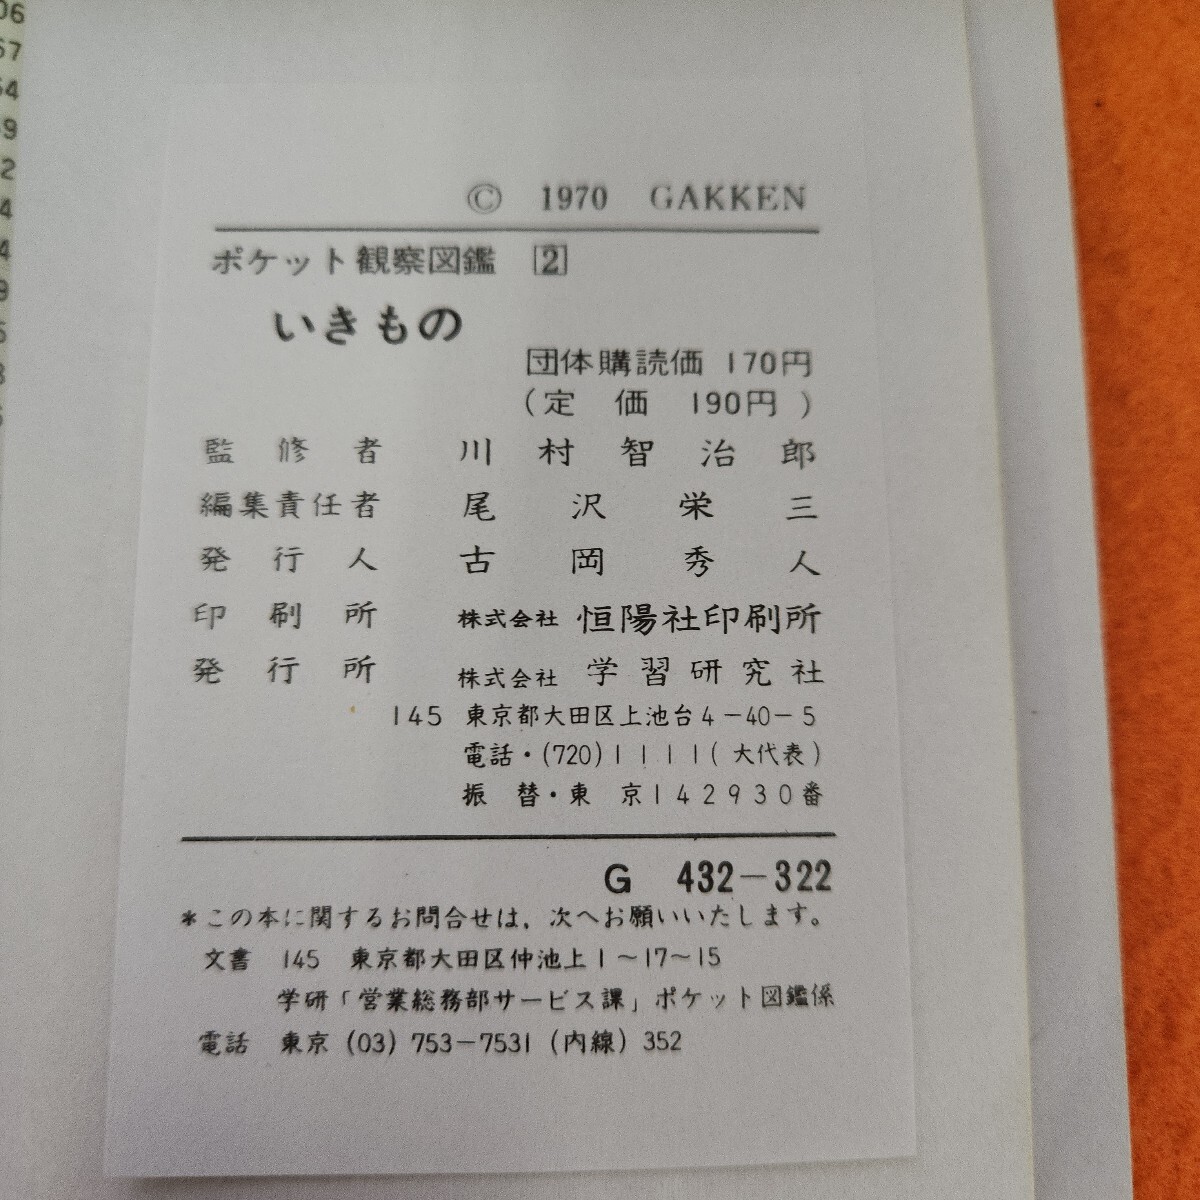 © 1970 GAKKEN
ポケット観察図鑑 [2]
いきもの
団体購読価 170円
(定 価 190円)
監修者 川村智治郎
編集責任者 尾沢栄三
発行人 古岡秀人
印刷所 株式会社 恒陽社印刷所
発行所 株式会社 学習研究社
145 東京都大田区上池台4-40-5
電話・(720)1111(大代表)
振替・東京142930番
G 432-322
*この本に関するお問合せは,次へお願いいたします。
文書 145 東京都大田区仲池上1~17~15
学研「営業総務部サービス課」ポケット図鑑係
電話 東京(03)753-7531(内線)352